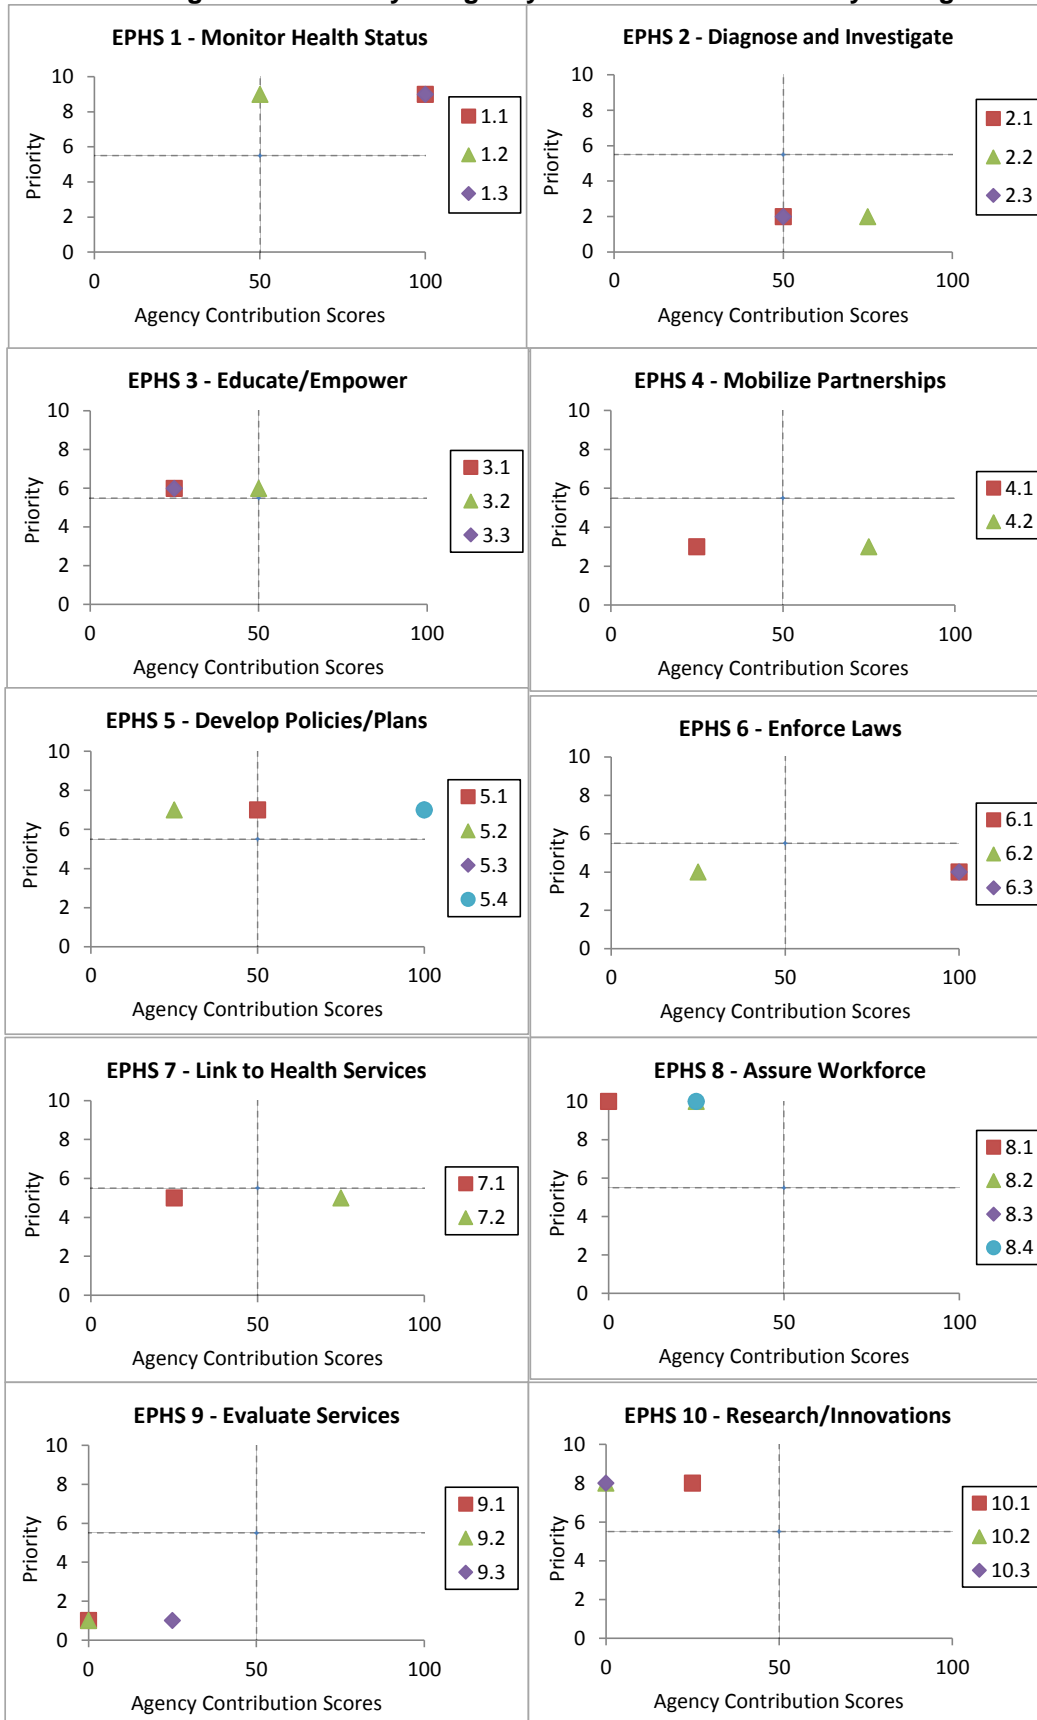 EPHS 1 - Monitor Health Status
10
8
6
4
2
0
Priority
0 50 100
Agency Contribution Scores
1.1
1.2
1.3
EPHS 2 - Diagnose and Investigate
10
8
6
4
2
0
Priority
0 50 100
Agency Contribution Scores
2.1
2.2
2.3
EPHS 3 - Educate/Empower
10
8
6
4
2
0
Priority
0 50 100
Agency Contribution Scores
3.1
3.2
3.3
EPHS 4 - Mobilize Partnerships
10
8
6
4
2
0
Priority
0 50 100
Agency Contribution Scores
4.1
4.2
EPHS 5 - Develop Policies/Plans
10
8
6
4
2
0
Priority
0 50 100
Agency Contribution Scores
5.1
5.2
5.3
5.4
EPHS 6 - Enforce Laws
10
8
6
4
2
0
Priority
0 50 100
Agency Contribution Scores
6.1
6.2
6.3
EPHS 7 - Link to Health Services
10
8
6
4
2
0
Priority
0 50 100
Agency Contribution Scores
7.1
7.2
EPHS 8 - Assure Workforce
10
8
6
4
2
0
Priority
0 50 100
Agency Contribution Scores
8.1
8.2
8.3
8.4
EPHS 9 - Evaluate Services
10
8
6
4
2
0
Priority
0 50 100
Agency Contribution Scores
9.1
9.2
9.3
EPHS 10 - Research/Innovations
10
8
6
4
2
0
Priority
0 50 100
Agency Contribution Scores
10.1
10.2
10.3